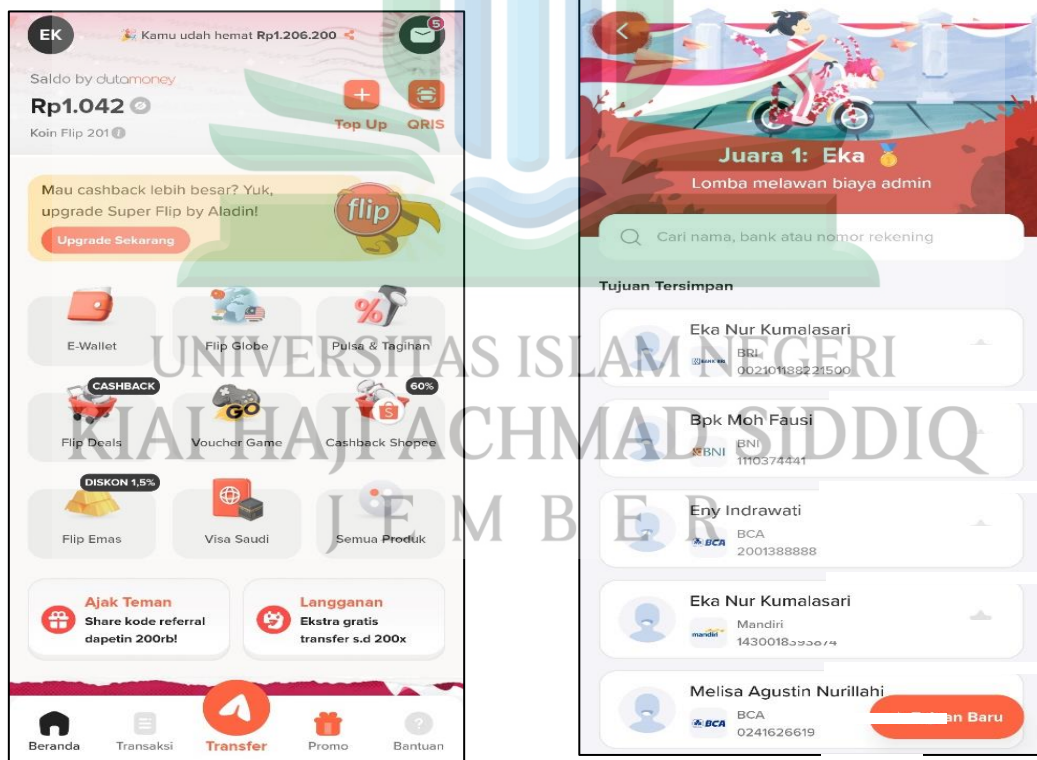 EK
🎉 Kamu udah hemat Rp1.206.200
5
Saldo by dutamoney
Rp1.042
Koin Flip 201
Top Up
QRIS
Mau cashback lebih besar? Yuk,
upgrade Super Flip by Aladin!
Upgrade Sekarang
flip
E-Wallet
Flip Globe
Pulsa & Tagihan
CASHBACK
60%
Flip Deals
GO
Voucher Game
Cashback Shopee
DISKON 1,5%
Flip Emas
Visa Saudi
Semua Produk
Ajak Teman
Share kode referral
dapetin 200rb!
Langganan
Ekstra gratis
transfer s.d 200x
Beranda
Transaksi
Transfer
Promo
Bantuan
Juara 1: Eka 🥇
Lomba melawan biaya admin
Cari nama, bank atau nomor rekening
Tujuan Tersimpan
Eka Nur Kumalasari
BRI
002101188221500
Bpk Moh Fausi
BNI
BNI
1110374441
Eny Indrawati
BCA
BCA
2001388888
Eka Nur Kumalasari
mandiri
Mandiri
Melisa Agustin Nurillahi
BCA
BCA
0241626619
Baru
UNIVERSITAS ISLAM NEGERI
KIAI HAJI ACHMAD SIDDIQ
JEMBER